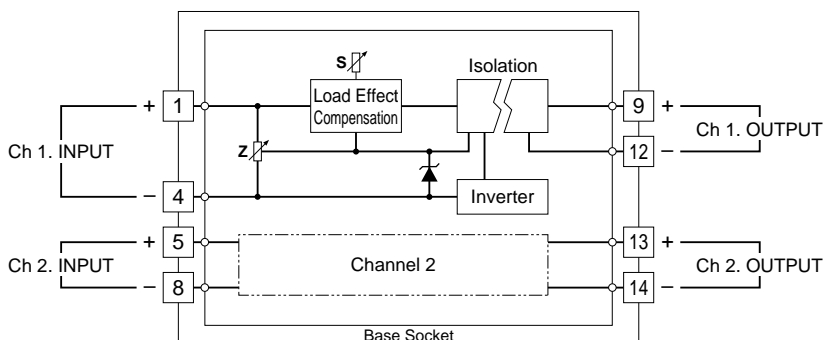 S
Isolation
Load Effect
Compensation
+ 1
9 +
Ch 1. INPUT
Z
12 −
Ch 1. OUTPUT
− 4
Inverter
+ 5
13 +
Ch 2. INPUT
Channel 2
Ch 2. OUTPUT
− 8
14 −
Base Socket